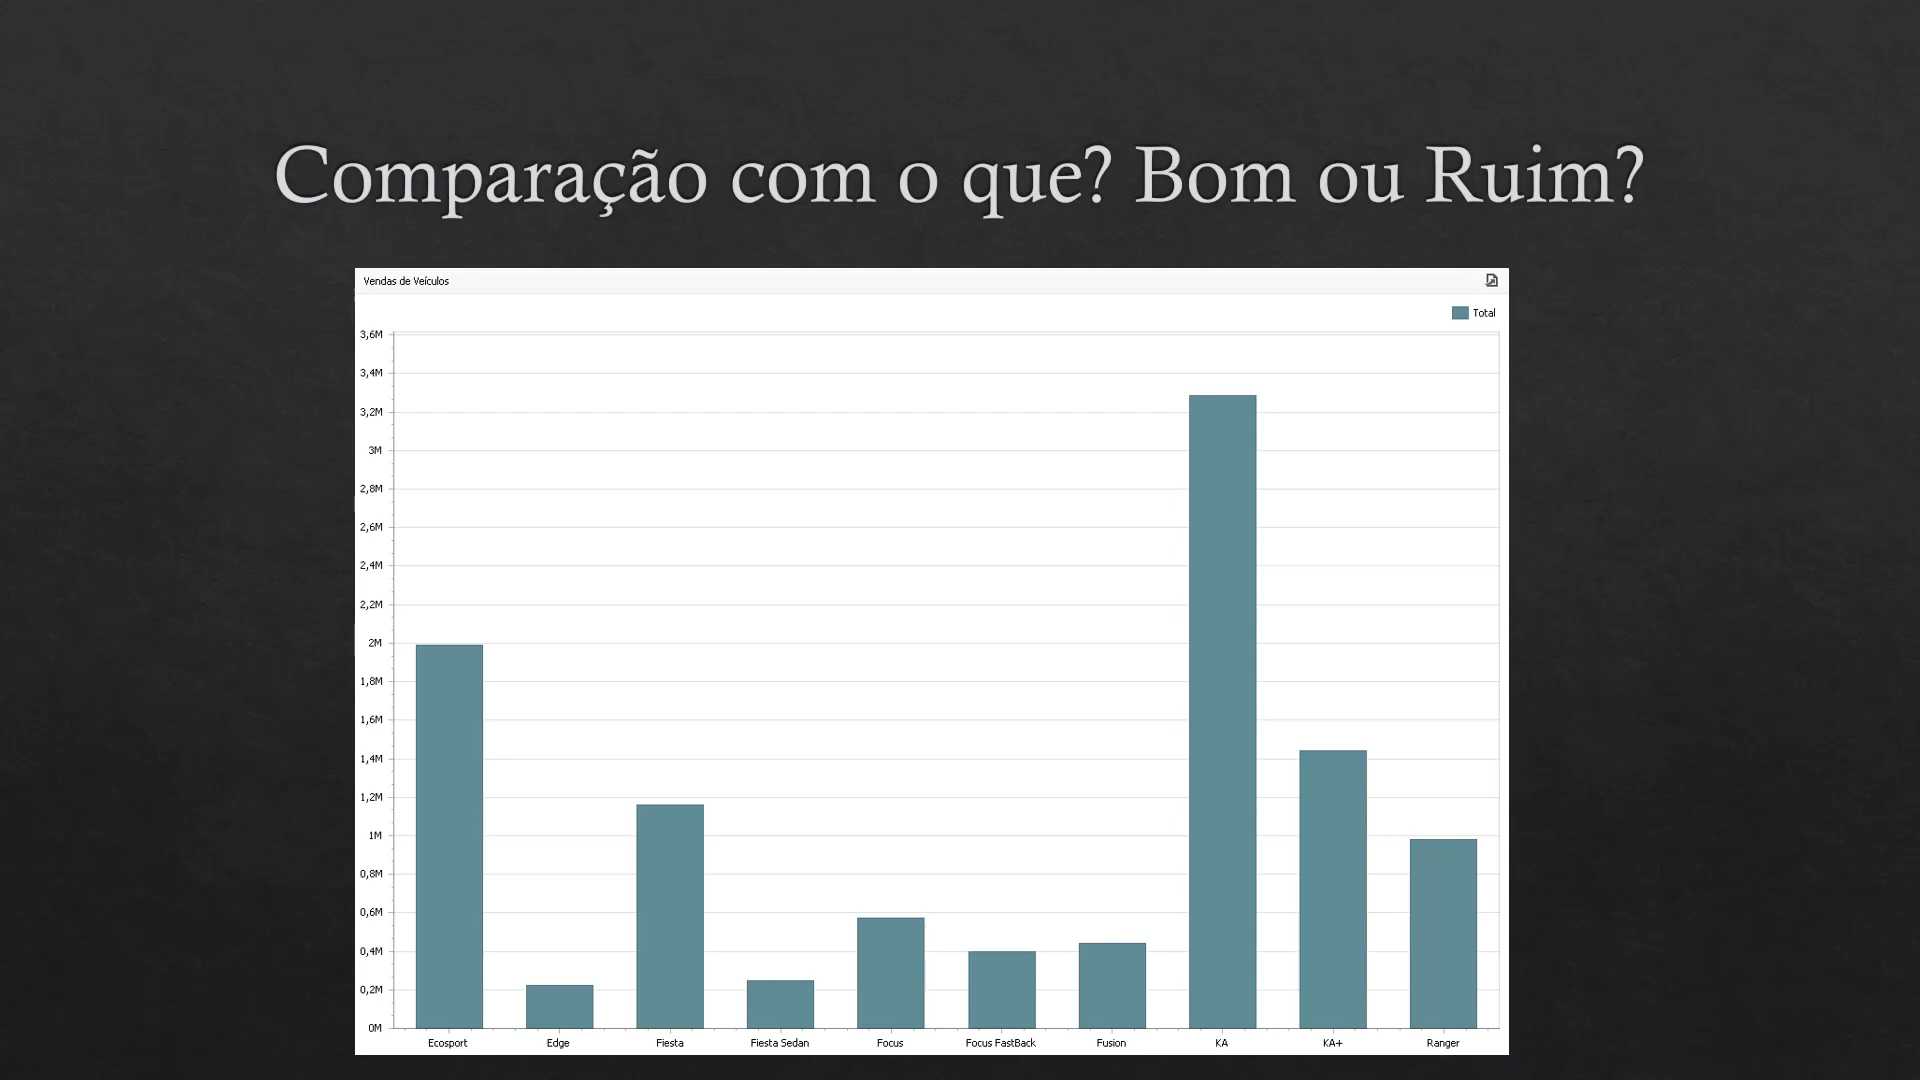 Comparação com o que? Bom ou Ruim?
Vendas de Veículos
Total
3,6M
3,4M
3,2M
3M
2,8M
2,6M
2,4M
2,2M
2M
1,8M
1,6M
1,4M
1,2M
1M
0,8M
0,6M
0,4M
0,2M
0M
Ecosport Edge Fiesta Fiesta Sedan Focus Focus FastBack Fusion KA KA+ Ranger